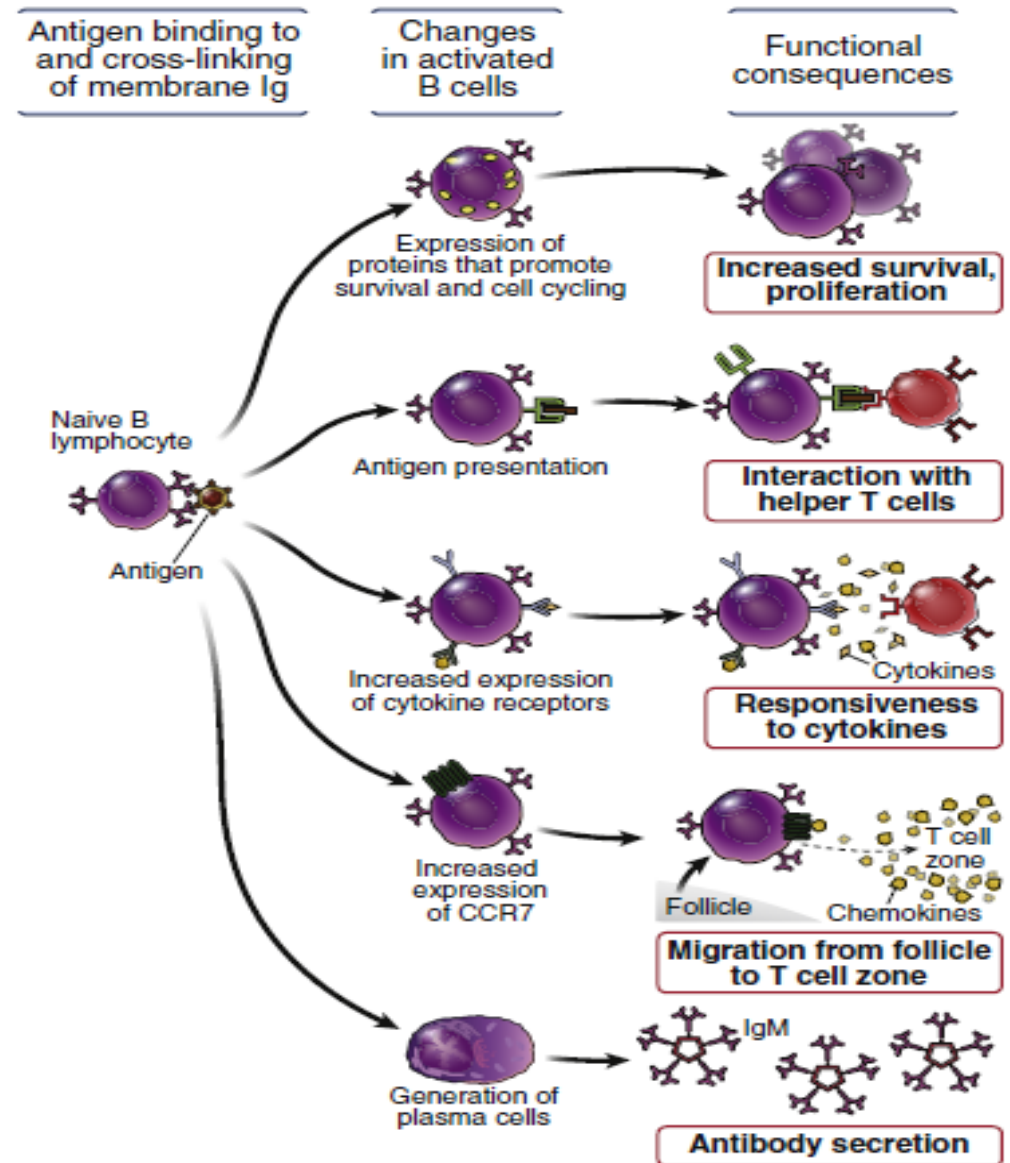 Antigen binding to
and cross-linking
of membrane Ig
Changes
in activated
B cells
Functional
consequences
Expression of
proteins that promote
survival and cell cycling
Increased survival,
proliferation
Naive B
lymphocyte
Antigen
Antigen presentation
Interaction with
helper T cells
Increased expression
of cytokine receptors
Cytokines
Responsiveness
to cytokines
Increased
expression
of CCR7
Follicle
T cell
zone
Chemokines
Migration from follicle
to T cell zone
Generation of
plasma cells
IgM
Antibody secretion